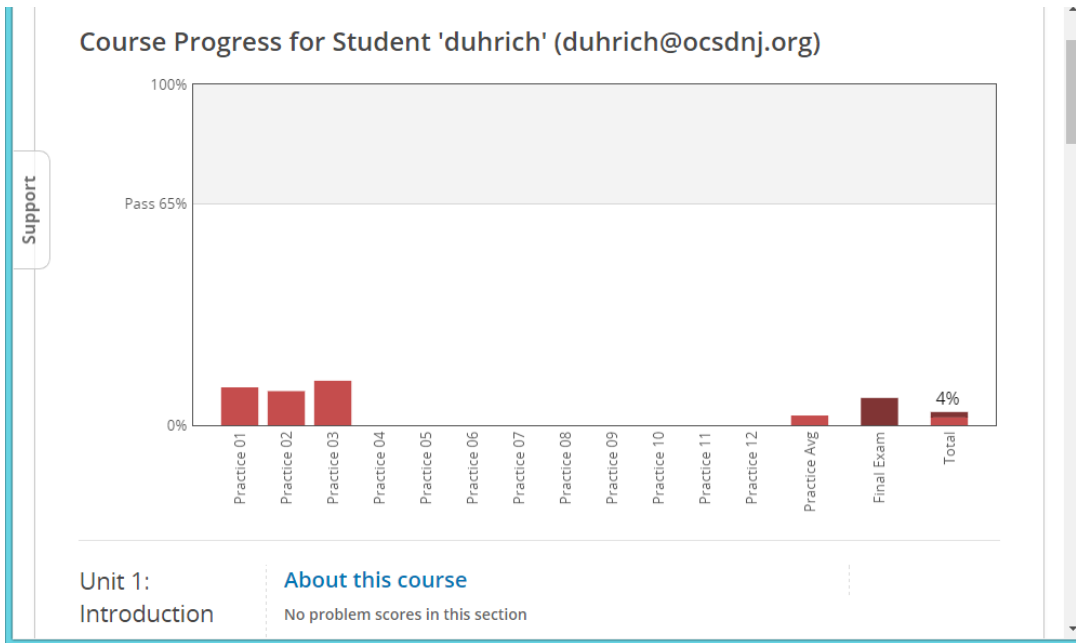 Course Progress for Student 'duhrich' (duhrich@ocsdnj.org)
100%
Pass 65%
0%
4%
Practice 01
Practice 02
Practice 03
Practice 04
Practice 05
Practice 06
Practice 07
Practice 08
Practice 09
Practice 10
Practice 11
Practice 12
Practice Avg
Final Exam
Total
Support
Unit 1:
Introduction
About this course
No problem scores in this section